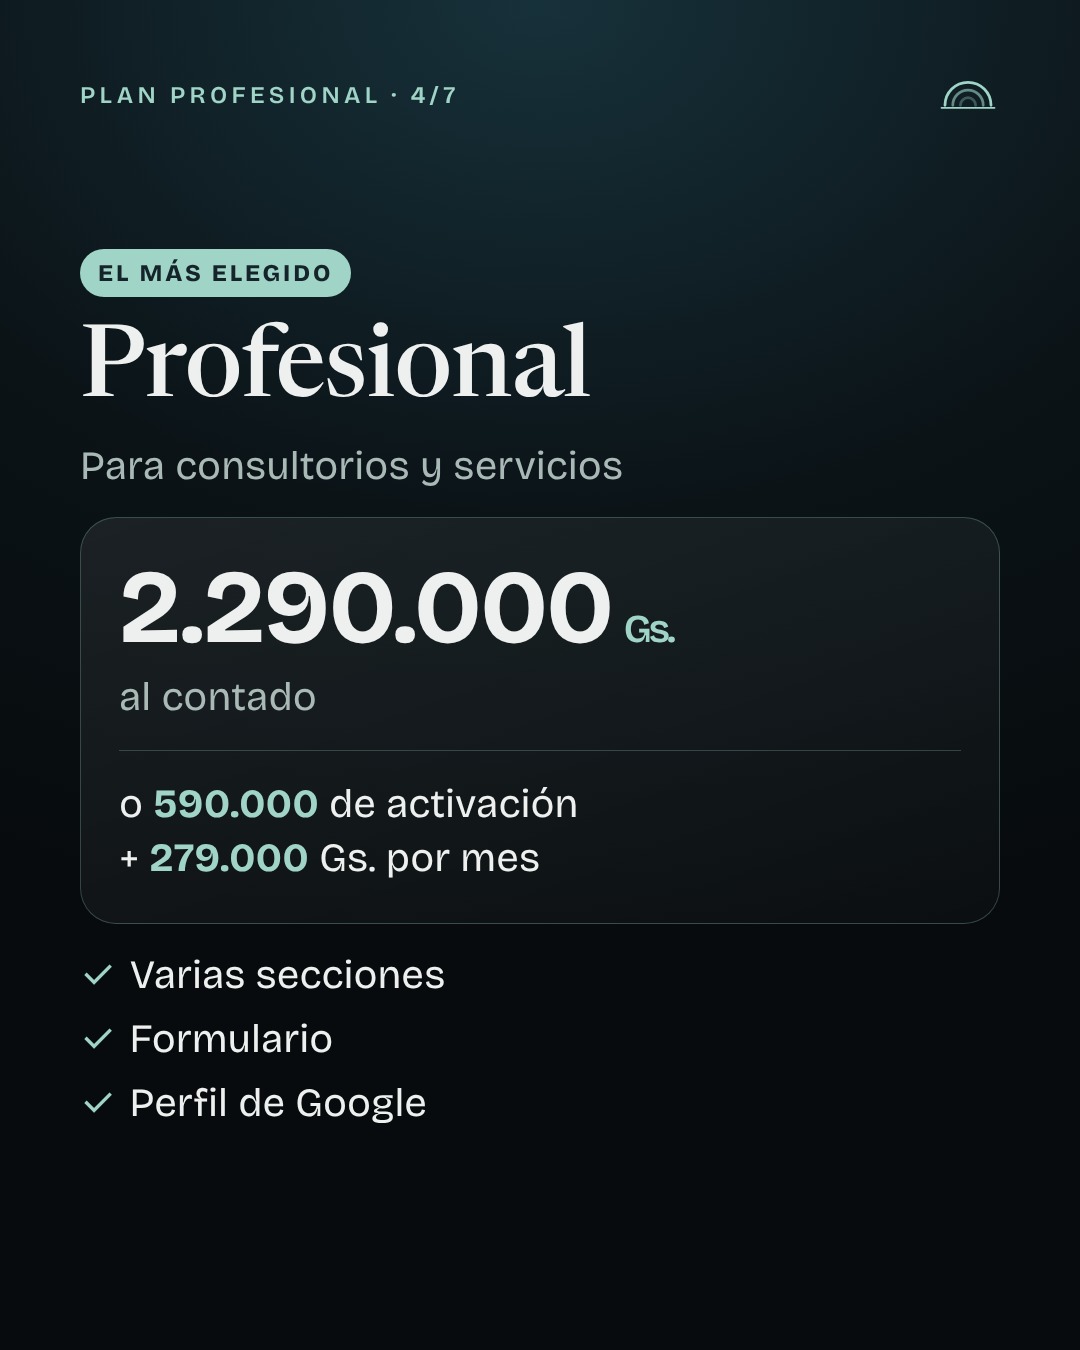 PLAN PROFESIONAL · 4/7
EL MÁS ELEGIDO
Profesional
Para consultorios y servicios
2.290.000 Gs.
al contado
o 590.000 de activación
+ 279.000 Gs. por mes
Varias secciones
Formulario
Perfil de Google